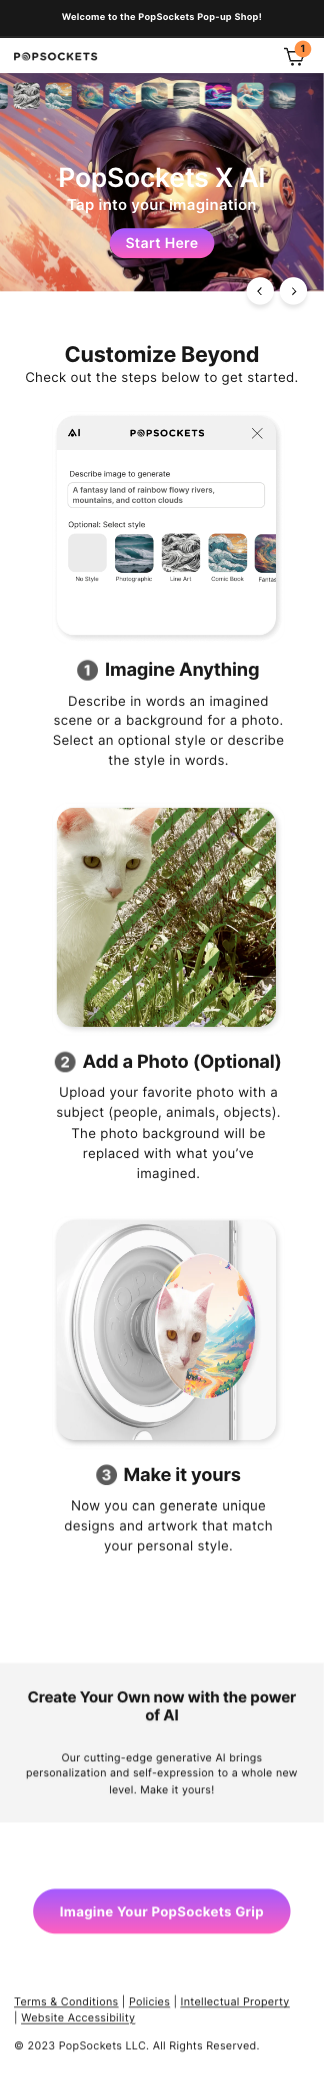 Welcome to the PopSockets Pop-up Shop!
POPSOCKETS
1
PopSockets X AI
Tap into your imagination
Start Here
Customize Beyond
Check out the steps below to get started.
AI
POPSOCKETS
Describe image to generate
A fantasy land of rainbow flowy rivers,
mountains, and cotton clouds
Optional: Select style
No Style Photographic Line Art Comic Book Fantas
1 Imagine Anything
Describe in words an imagined
scene or a background for a photo.
Select an optional style or describe
the style in words.
2 Add a Photo (Optional)
Upload your favorite photo with a
subject (people, animals, objects).
The photo background will be
replaced with what you've
imagined.
3 Make it yours
Now you can generate unique
designs and artwork that match
your personal style.
Create Your Own now with the power
of AI
Our cutting-edge generative AI brings
personalization and self-expression to a whole new
level. Make it yours!
Imagine Your PopSockets Grip
Terms & Conditions | Policies | Intellectual Property
| Website Accessibility
© 2023 PopSockets LLC. All Rights Reserved.